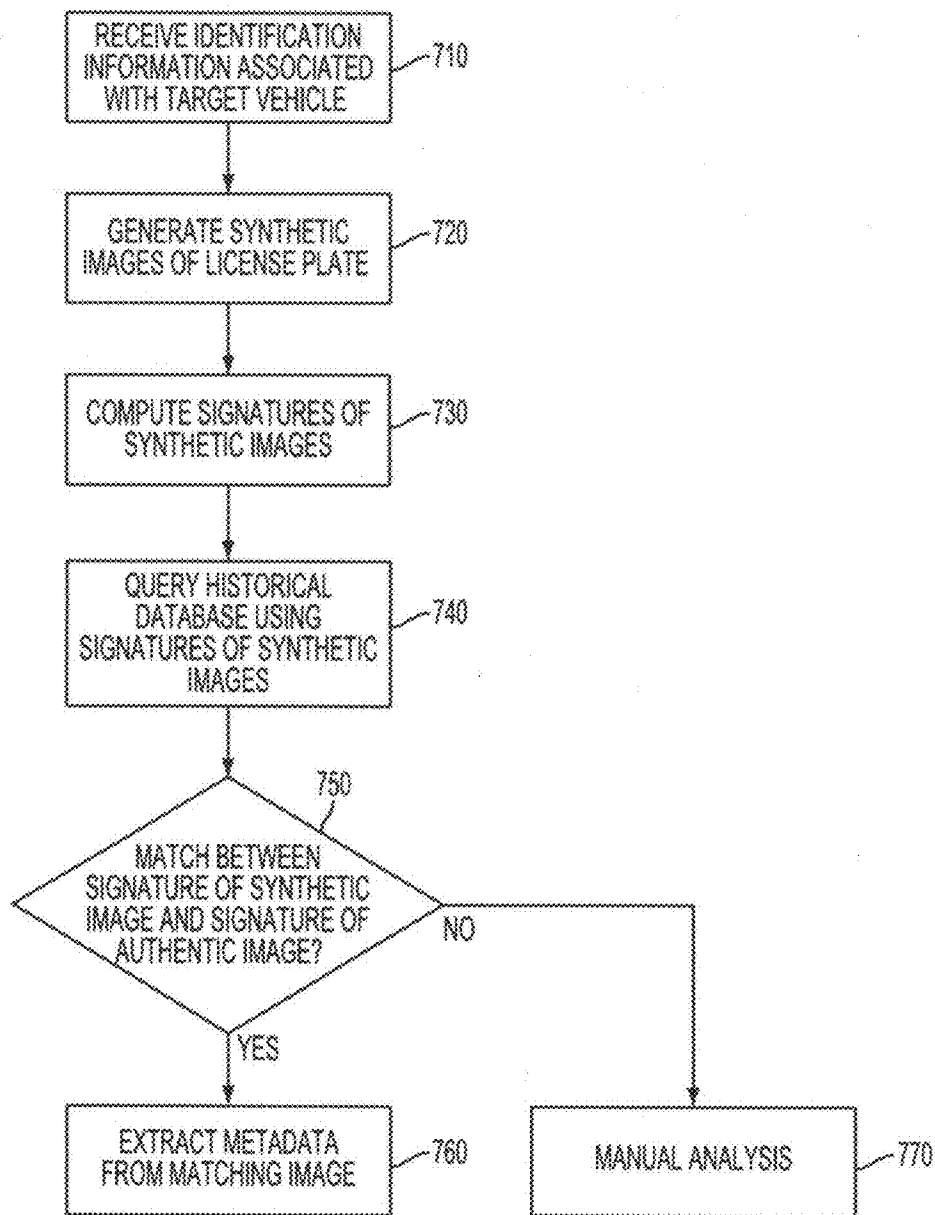 RECEIVE IDENTIFICATION
INFORMATION ASSOCIATED
WITH TARGET VEHICLE
710
GENERATE SYNTHETIC
IMAGES OF LICENSE PLATE
720
COMPUTE SIGNATURES OF
SYNTHETIC IMAGES
730
QUERY HISTORICAL
DATABASE USING
SIGNATURES OF SYNTHETIC
IMAGES
740
750
MATCH BETWEEN
SIGNATURE OF SYNTHETIC
IMAGE AND SIGNATURE OF
AUTHENTIC IMAGE?
NO
YES
EXTRACT METADATA
FROM MATCHING IMAGE
760
MANUAL ANALYSIS
770